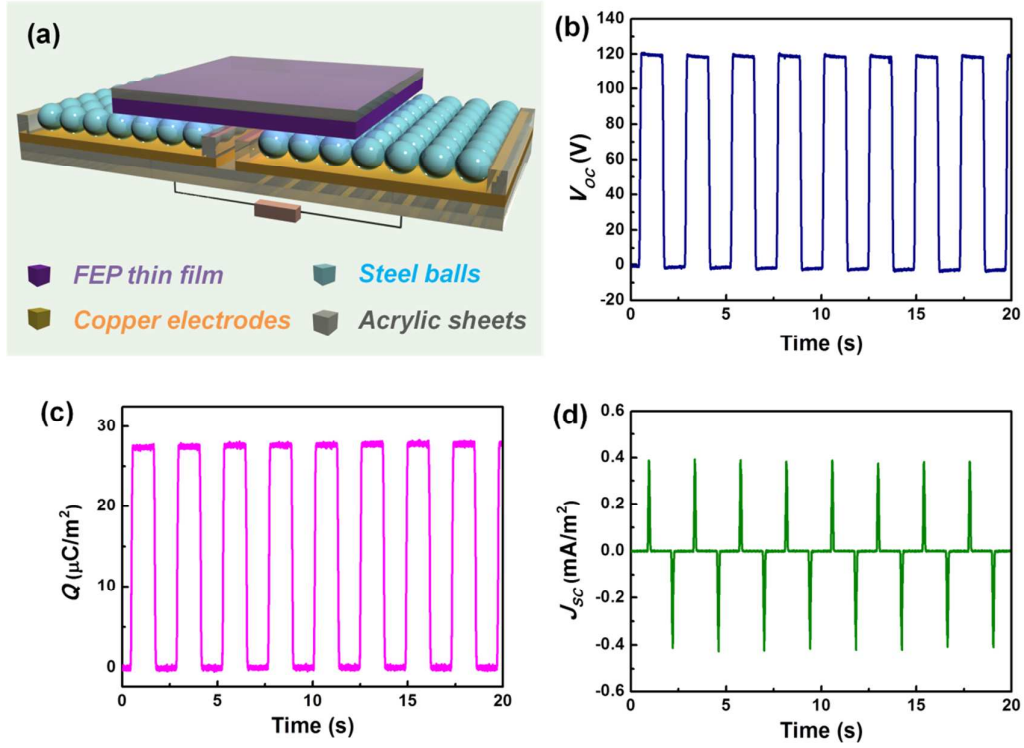 (a)
FEP thin film
Steel balls
Copper electrodes
Acrylic sheets
(b)
V_OC (V)
120
100
80
60
40
20
0
-20
0 5 10 15 20
Time (s)
(c)
Q (μC/m²)
30
20
10
0
0 5 10 15 20
Time (s)
(d)
J_SC (mA/m²)
0.6
0.4
0.2
0.0
-0.2
-0.4
-0.6
0 5 10 15 20
Time (s)